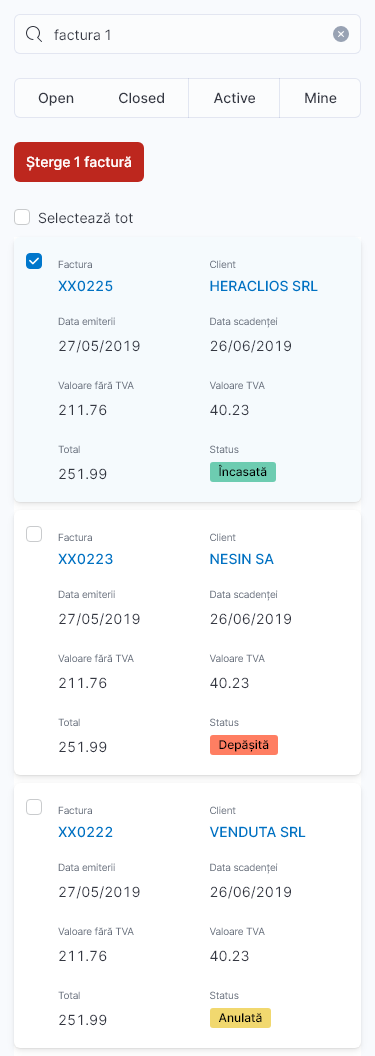 factura 1
Open Closed Active Mine
Șterge 1 factură
Selectează tot
Factura Client
XX0225 HERACLIOS SRL
Data emiterii Data scadenței
27/05/2019 26/06/2019
Valoare fără TVA Valoare TVA
211.76 40.23
Total Status
251.99 Încasată
Factura Client
XX0223 NESIN SA
Data emiterii Data scadenței
27/05/2019 26/06/2019
Valoare fără TVA Valoare TVA
211.76 40.23
Total Status
251.99 Depășită
Factura Client
XX0222 VENDUTA SRL
Data emiterii Data scadenței
27/05/2019 26/06/2019
Valoare fără TVA Valoare TVA
211.76 40.23
Total Status
251.99 Anulată